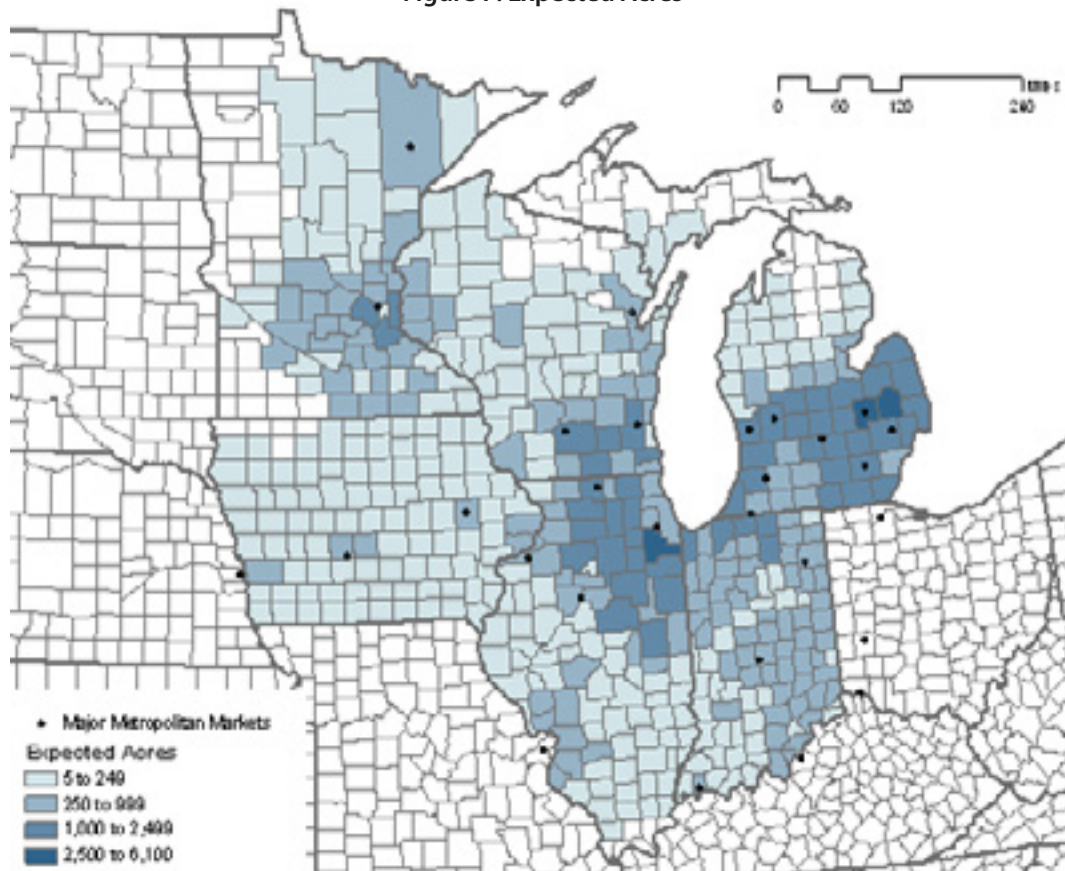 Figure . Expected Acres
0 60 120 240
Major Metropolitan Markets
Expected Acres
5 to 249
250 to 999
1,000 to 2,499
2,500 to 6,100